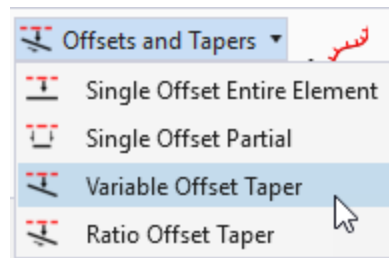 Offsets and Tapers
Single Offset Entire Element
Single Offset Partial
Variable Offset Taper
Ratio Offset Taper